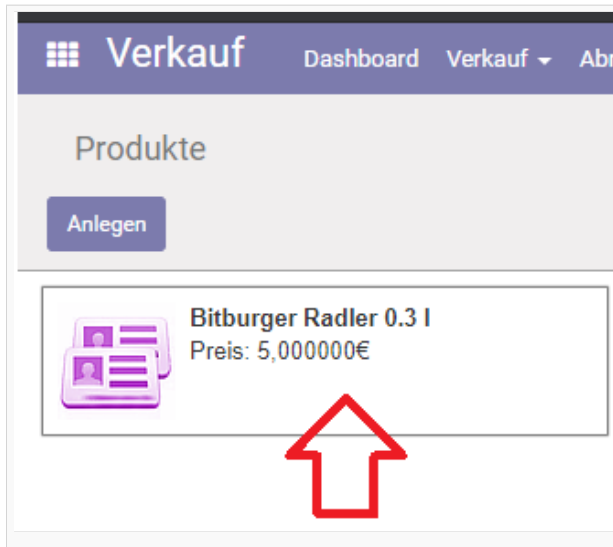 Verkauf Dashboard Verkauf
Produkte
Anlegen
Bitburger Radler 0.3 l
Preis: 5,000000€